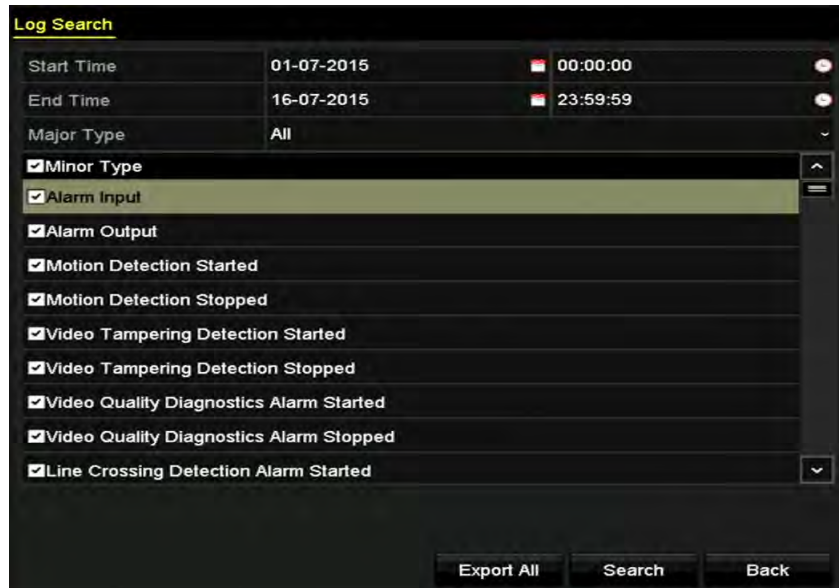 Log Search
Start Time 01-07-2015 00:00:00
End Time 16-07-2015 23:59:59
Major Type All
Minor Type
Alarm Input
Alarm Output
Motion Detection Started
Motion Detection Stopped
Video Tampering Detection Started
Video Tampering Detection Stopped
Video Quality Diagnostics Alarm Started
Video Quality Diagnostics Alarm Stopped
Line Crossing Detection Alarm Started
Export All Search Back